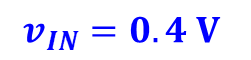 v_IN = 0.4 V